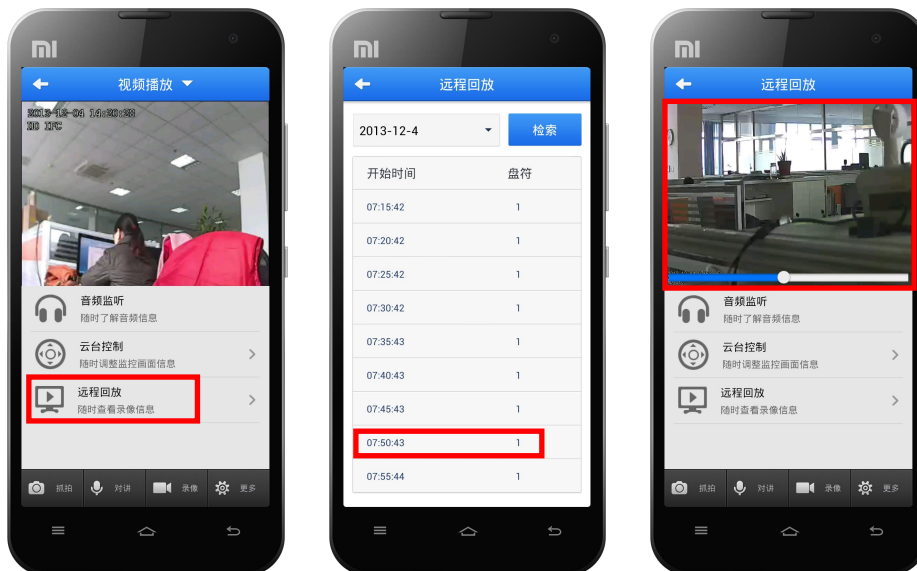 mi
视频播放
2013-12-04 14:20:28
音频监听
随时了解音频信息
云台控制
随时调整监控画面信息
远程回放
随时查看录像信息
抓拍
对讲
录像
更多
mi
远程回放
2013-12-4
检索
开始时间 盘符
07:15:42 1
07:20:42 1
07:25:42 1
07:30:42 1
07:35:43 1
07:40:43 1
07:45:43 1
07:50:43 1
07:55:44 1
mi
远程回放
音频监听
随时了解音频信息
云台控制
随时调整监控画面信息
远程回放
随时查看录像信息
抓拍
对讲
录像
更多